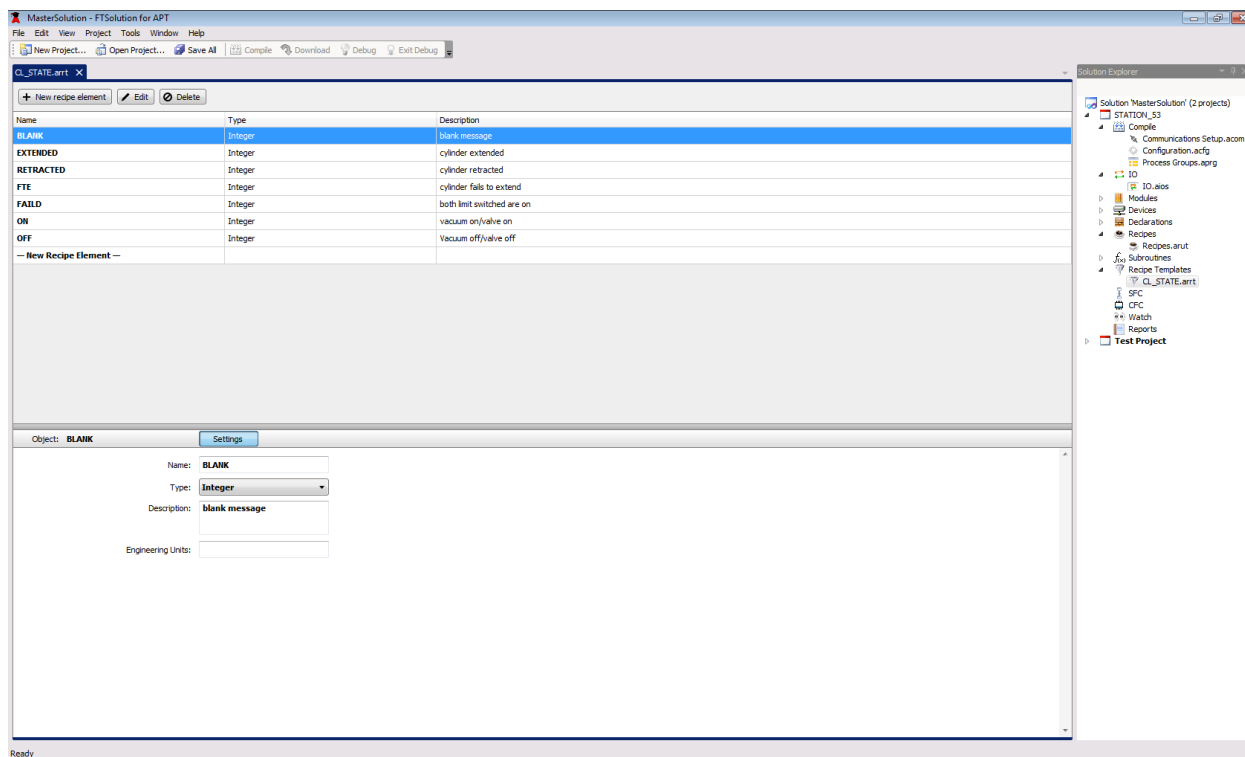 MasterSolution - FTSolution for APT
File Edit View Project Tools Window Help
New Project... Open Project... Save All Compile Download Debug Exit Debug
CL_STATE.arrt X
New recipe element Edit Delete
Name Type Description
BLANK Integer blank message
EXTENDED Integer cylinder extended
RETRACTED Integer cylinder retracted
FTE Integer cylinder fails to extend
FAILD Integer both limit switched are on
ON Integer vacuum on/valve on
OFF Integer Vacuum off/valve off
— New Recipe Element —
Object: BLANK Settings
Name: BLANK
Type: Integer
Description: blank message
Engineering Units:
Ready
Solution Explorer
Solution 'MasterSolution' (2 projects)
STATION_53
Compile
Communications Setup.acom
Configuration.acfg
Process Groups.aprg
IO
IO.aios
Modules
Devices
Declarations
Recipes
Recipes.arut
f(x) Subroutines
Recipe Templates
CL_STATE.arrt
SFC
CFC
Watch
Reports
Test Project